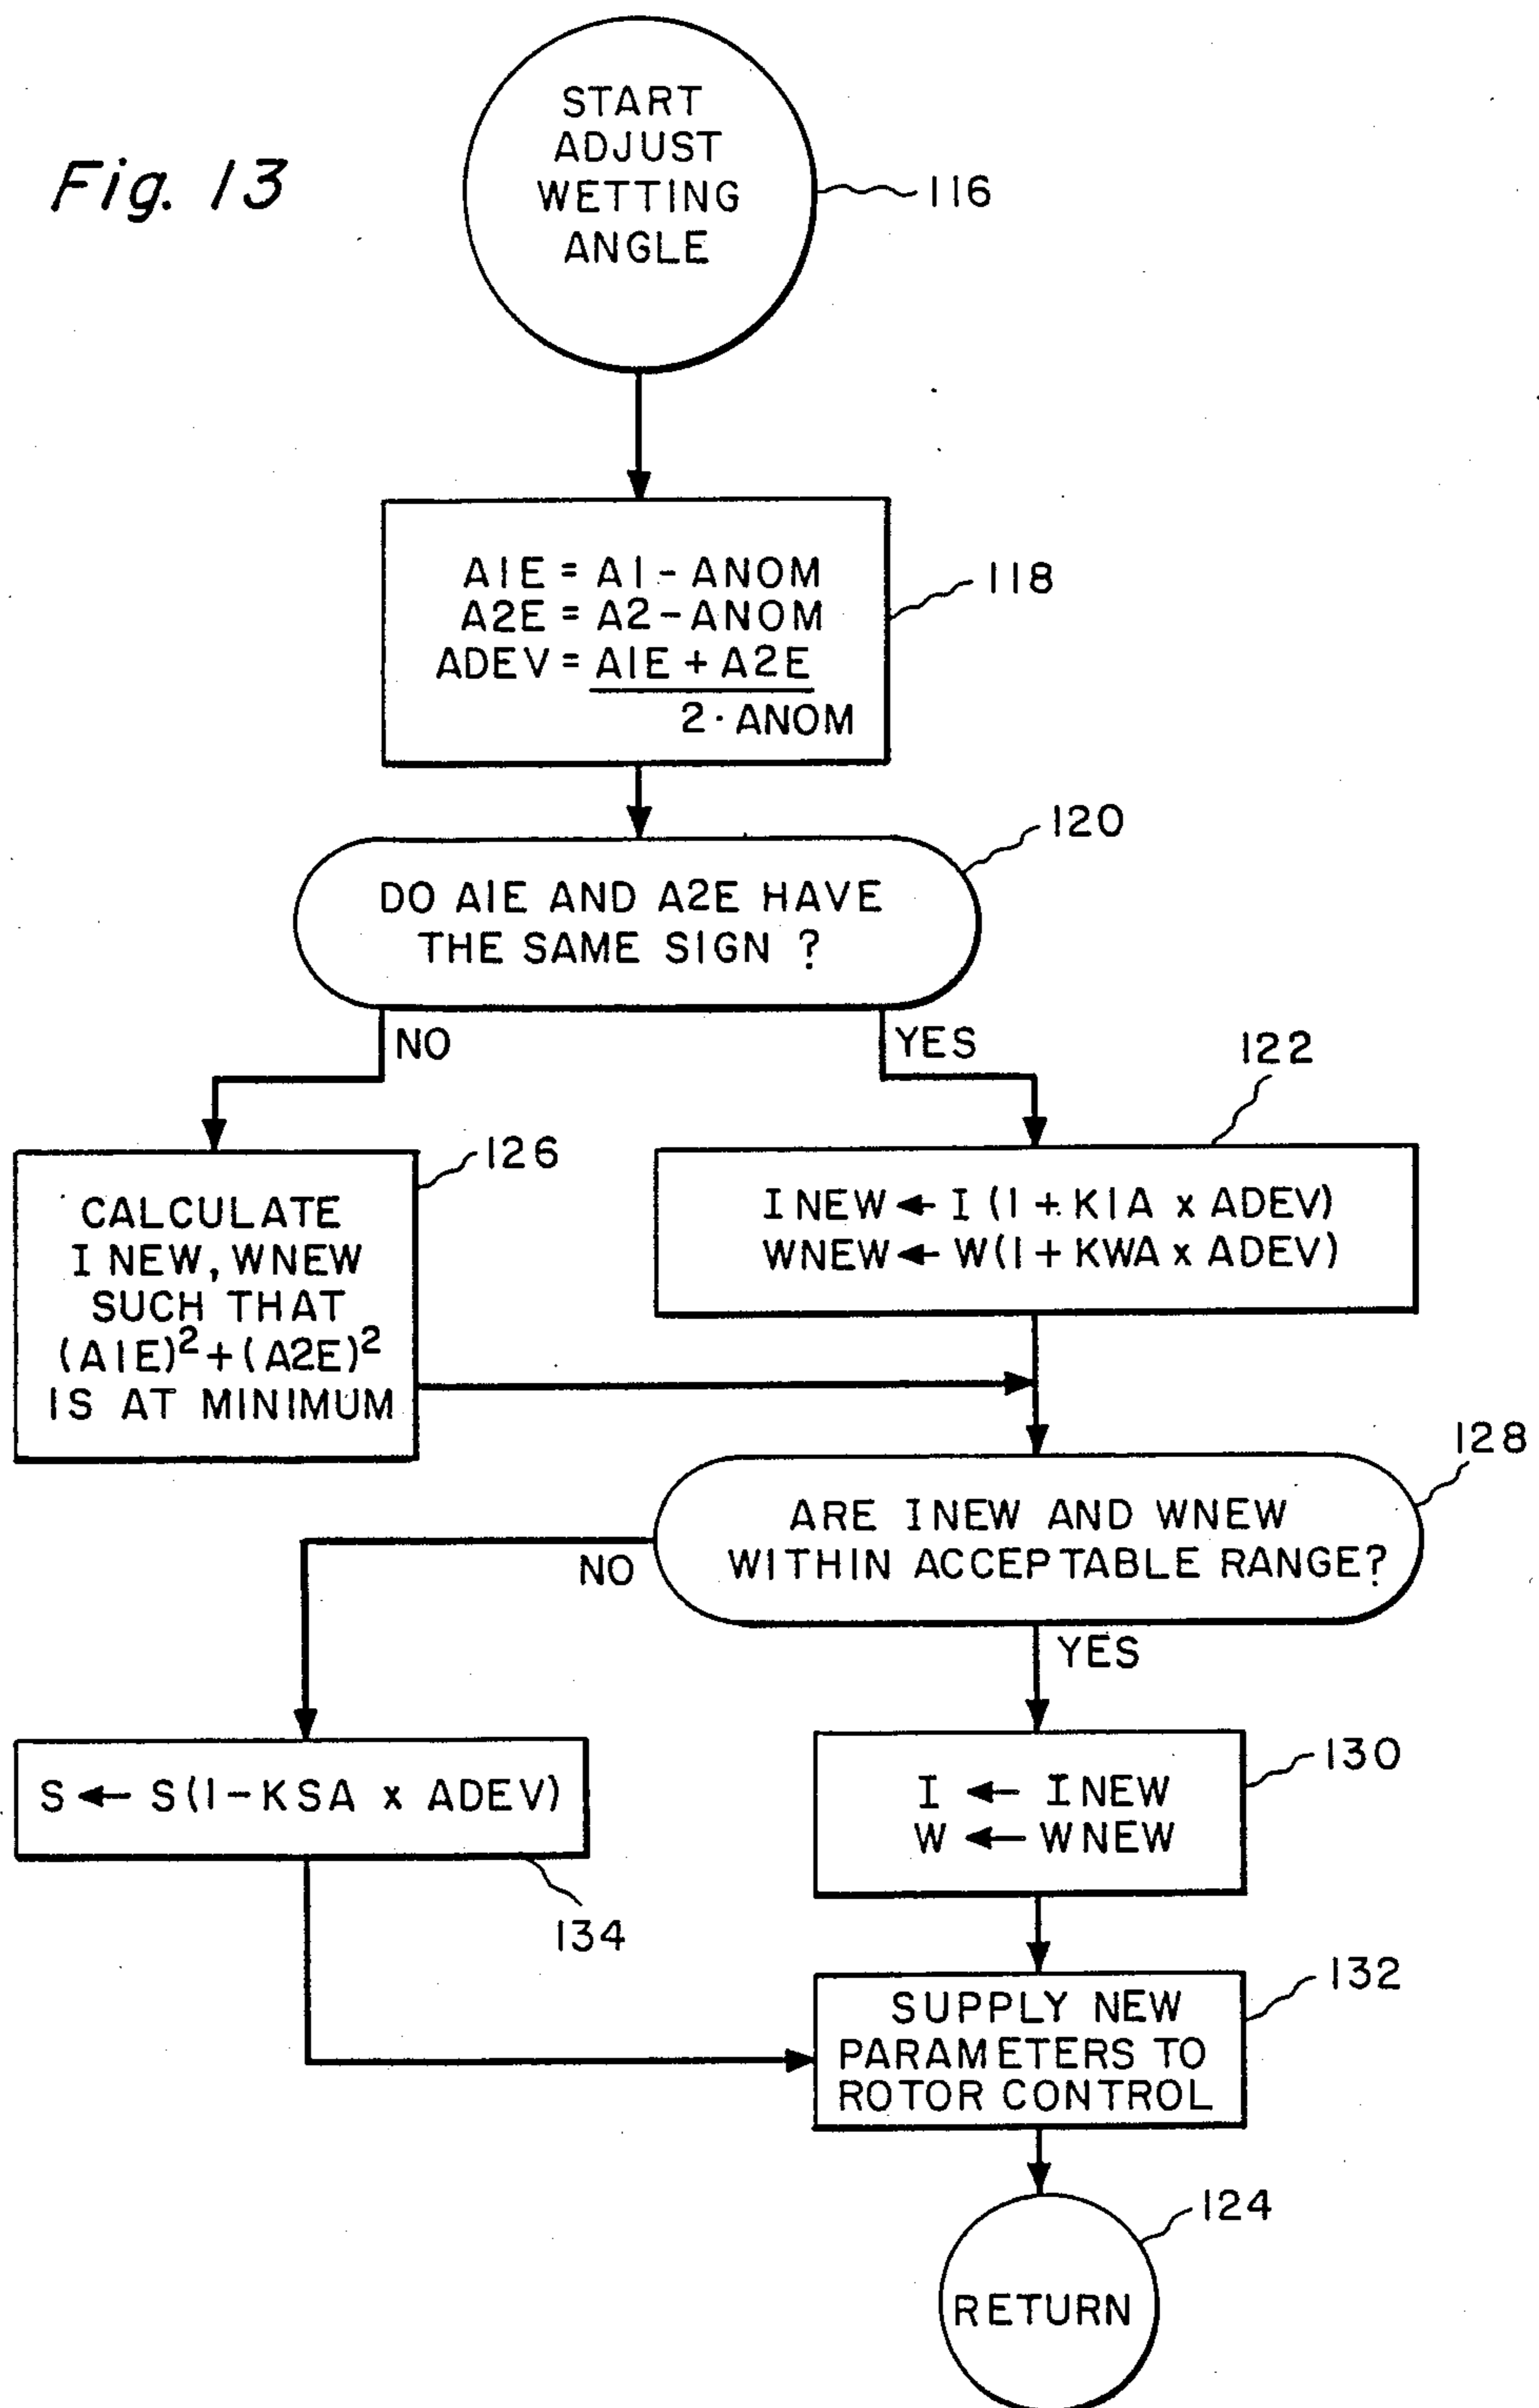 Fig. 13
START
ADJUST
WETTING
ANGLE
116
A1E = A1 - ANOM
A2E = A2 - ANOM
ADEV = A1E + A2E
2 · ANOM
118
120
DO A1E AND A2E HAVE
THE SAME SIGN ?
NO
YES
122
126
CALCULATE
I NEW, WNEW
SUCH THAT
(A1E)² + (A2E)²
IS AT MINIMUM
I NEW ← I (1 + KIA x ADEV)
WNEW ← W(1 + KWA x ADEV)
128
ARE INEW AND WNEW
WITHIN ACCEPTABLE RANGE?
NO
YES
S ← S(1 - KSA x ADEV)
134
130
I ← INEW
W ← WNEW
132
SUPPLY NEW
PARAMETERS TO
ROTOR CONTROL
124
RETURN